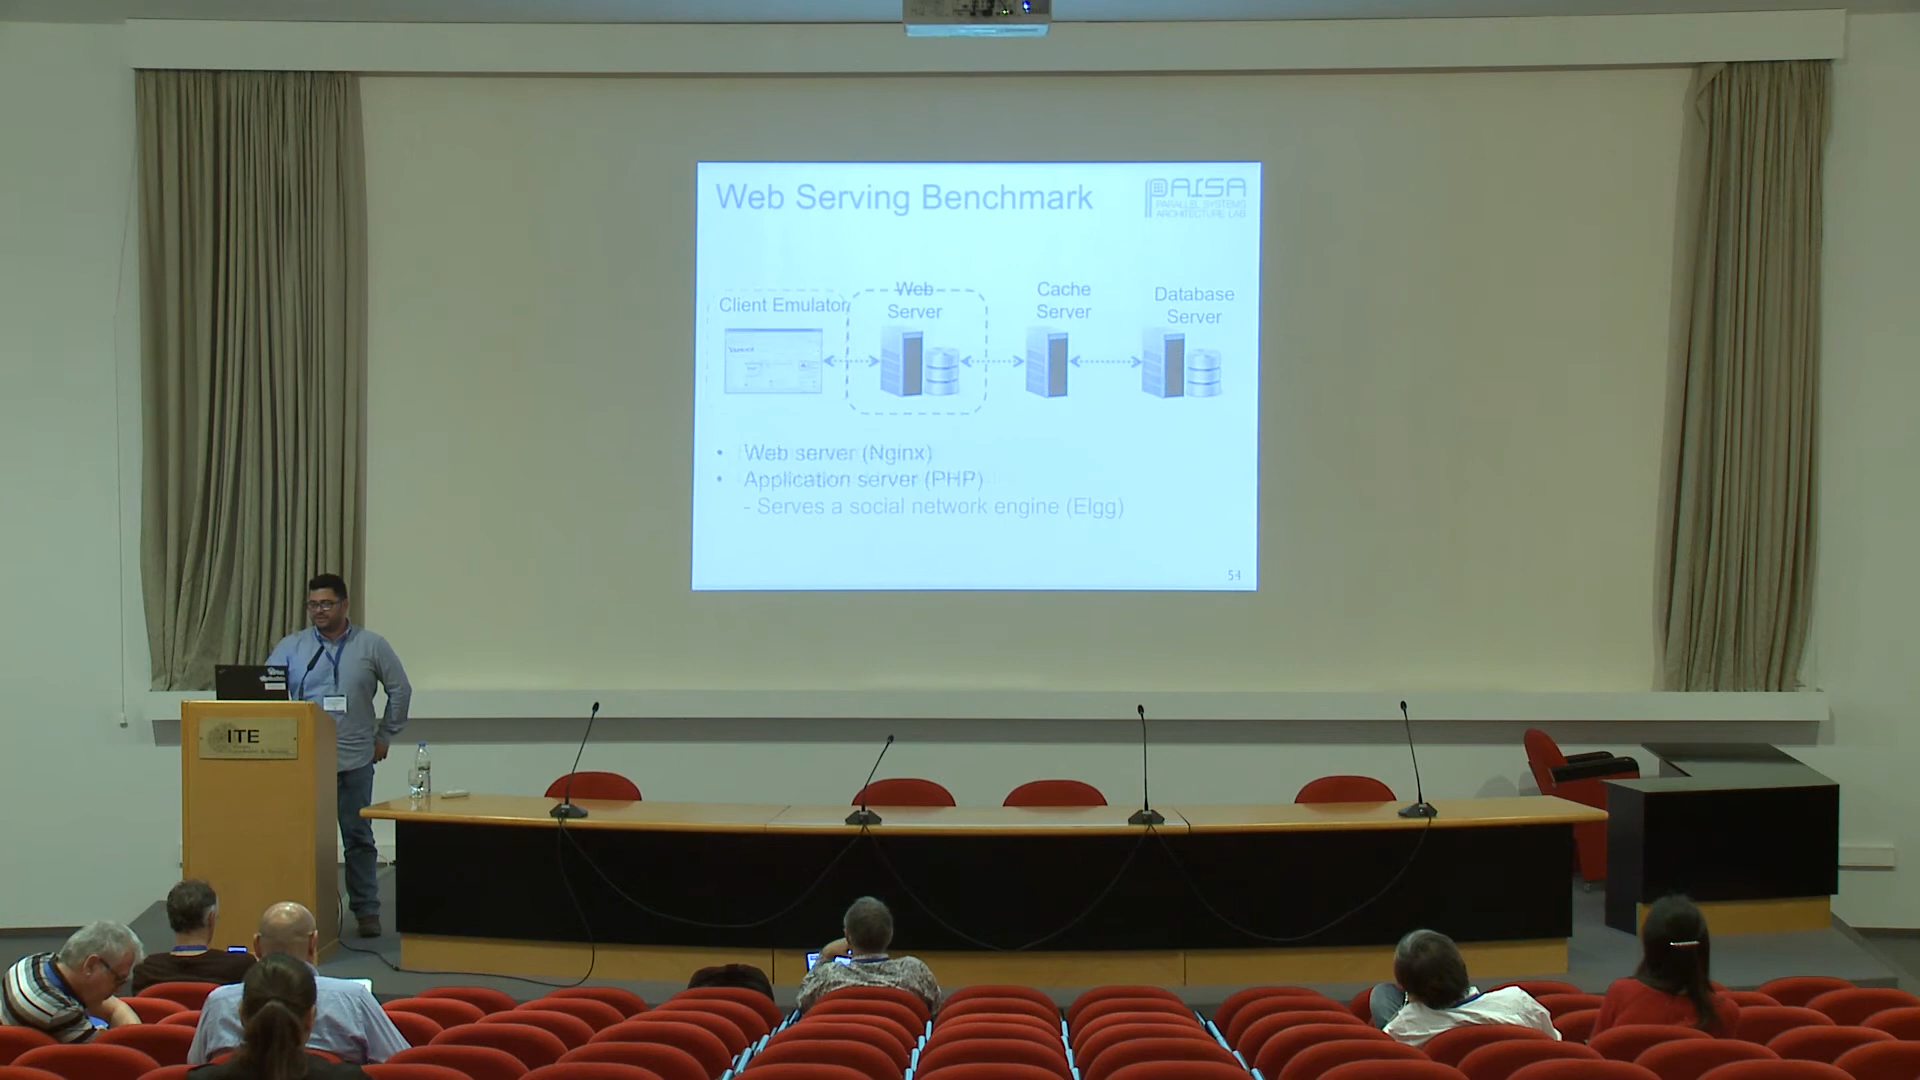 Web Serving Benchmark
PARSA
PARALLEL SYSTEMS
ARCHITECTURE LAB
Client Emulator
Web
Server
Cache
Server
Database
Server
• Web server (Nginx)
• Application server (PHP)
- Serves a social network engine (Elgg)
54
ITE